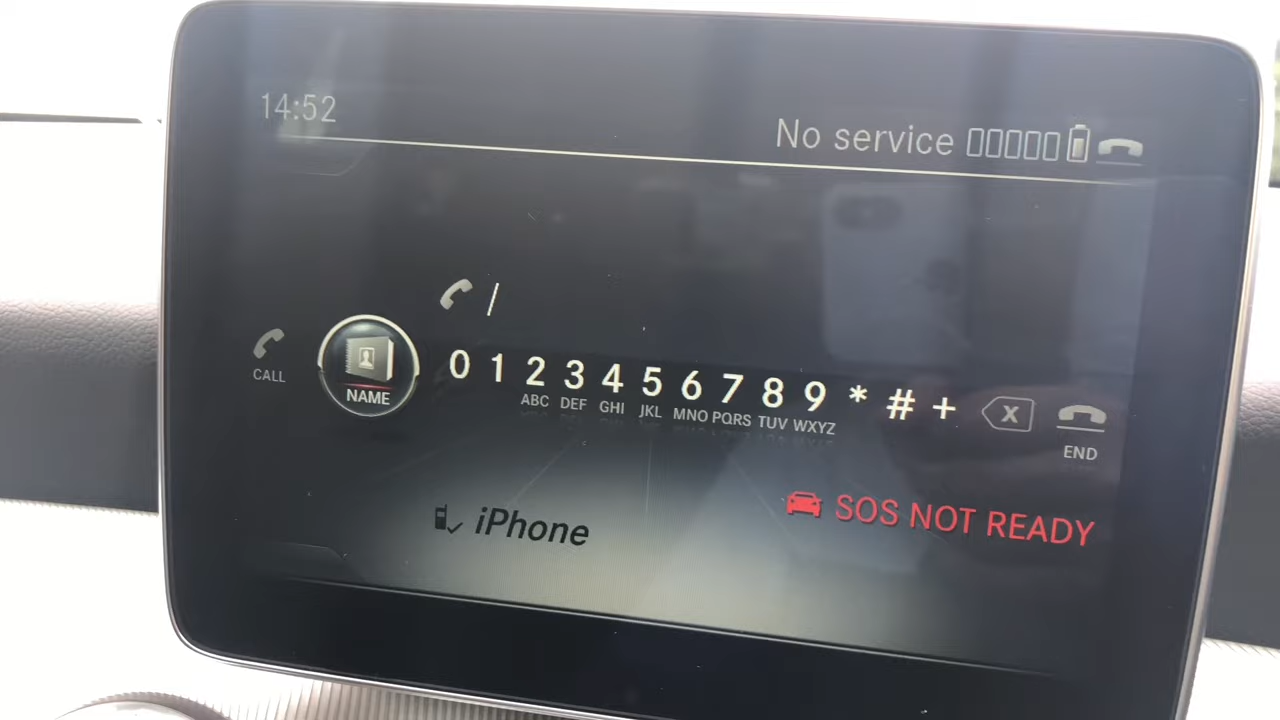 14:52
No service
CALL
NAME
0 1 2 3 4 5 6 7 8 9 * # +
ABC DEF GHI JKL MNO PQRS TUV WXYZ
X
END
iPhone
SOS NOT READY